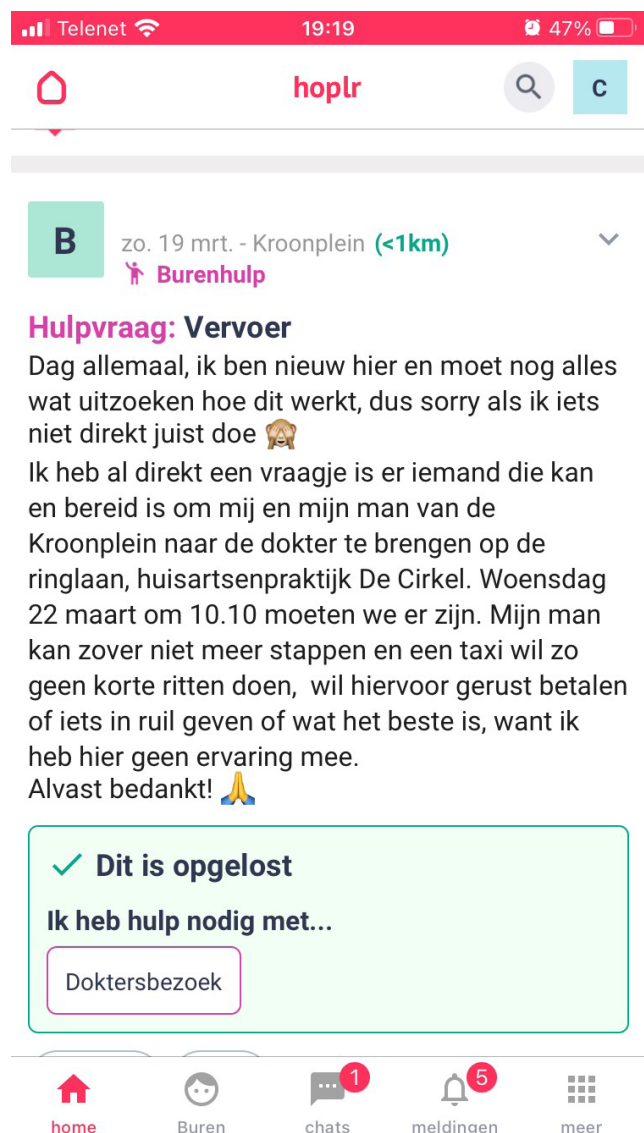 Telenet 19:19 47%
hoplr C
B
zo. 19 mrt. - Kroonplein (<1km)
Burenhulp
Hulpvraag: Vervoer
Dag allemaal, ik ben nieuw hier en moet nog alles
wat uitzoeken hoe dit werkt, dus sorry als ik iets
niet direkt juist doe 🙈
Ik heb al direkt een vraagje is er iemand die kan
en bereid is om mij en mijn man van de
Kroonplein naar de dokter te brengen op de
ringlaan, huisartsenpraktijk De Cirkel. Woensdag
22 maart om 10.10 moeten we er zijn. Mijn man
kan zover niet meer stappen en een taxi wil zo
geen korte ritten doen,  wil hiervoor gerust betalen
of iets in ruil geven of wat het beste is, want ik
heb hier geen ervaring mee.
Alvast bedankt! 🙏
Dit is opgelost
Ik heb hulp nodig met...
Doktersbezoek
1 5
home Buren chats meldingen meer